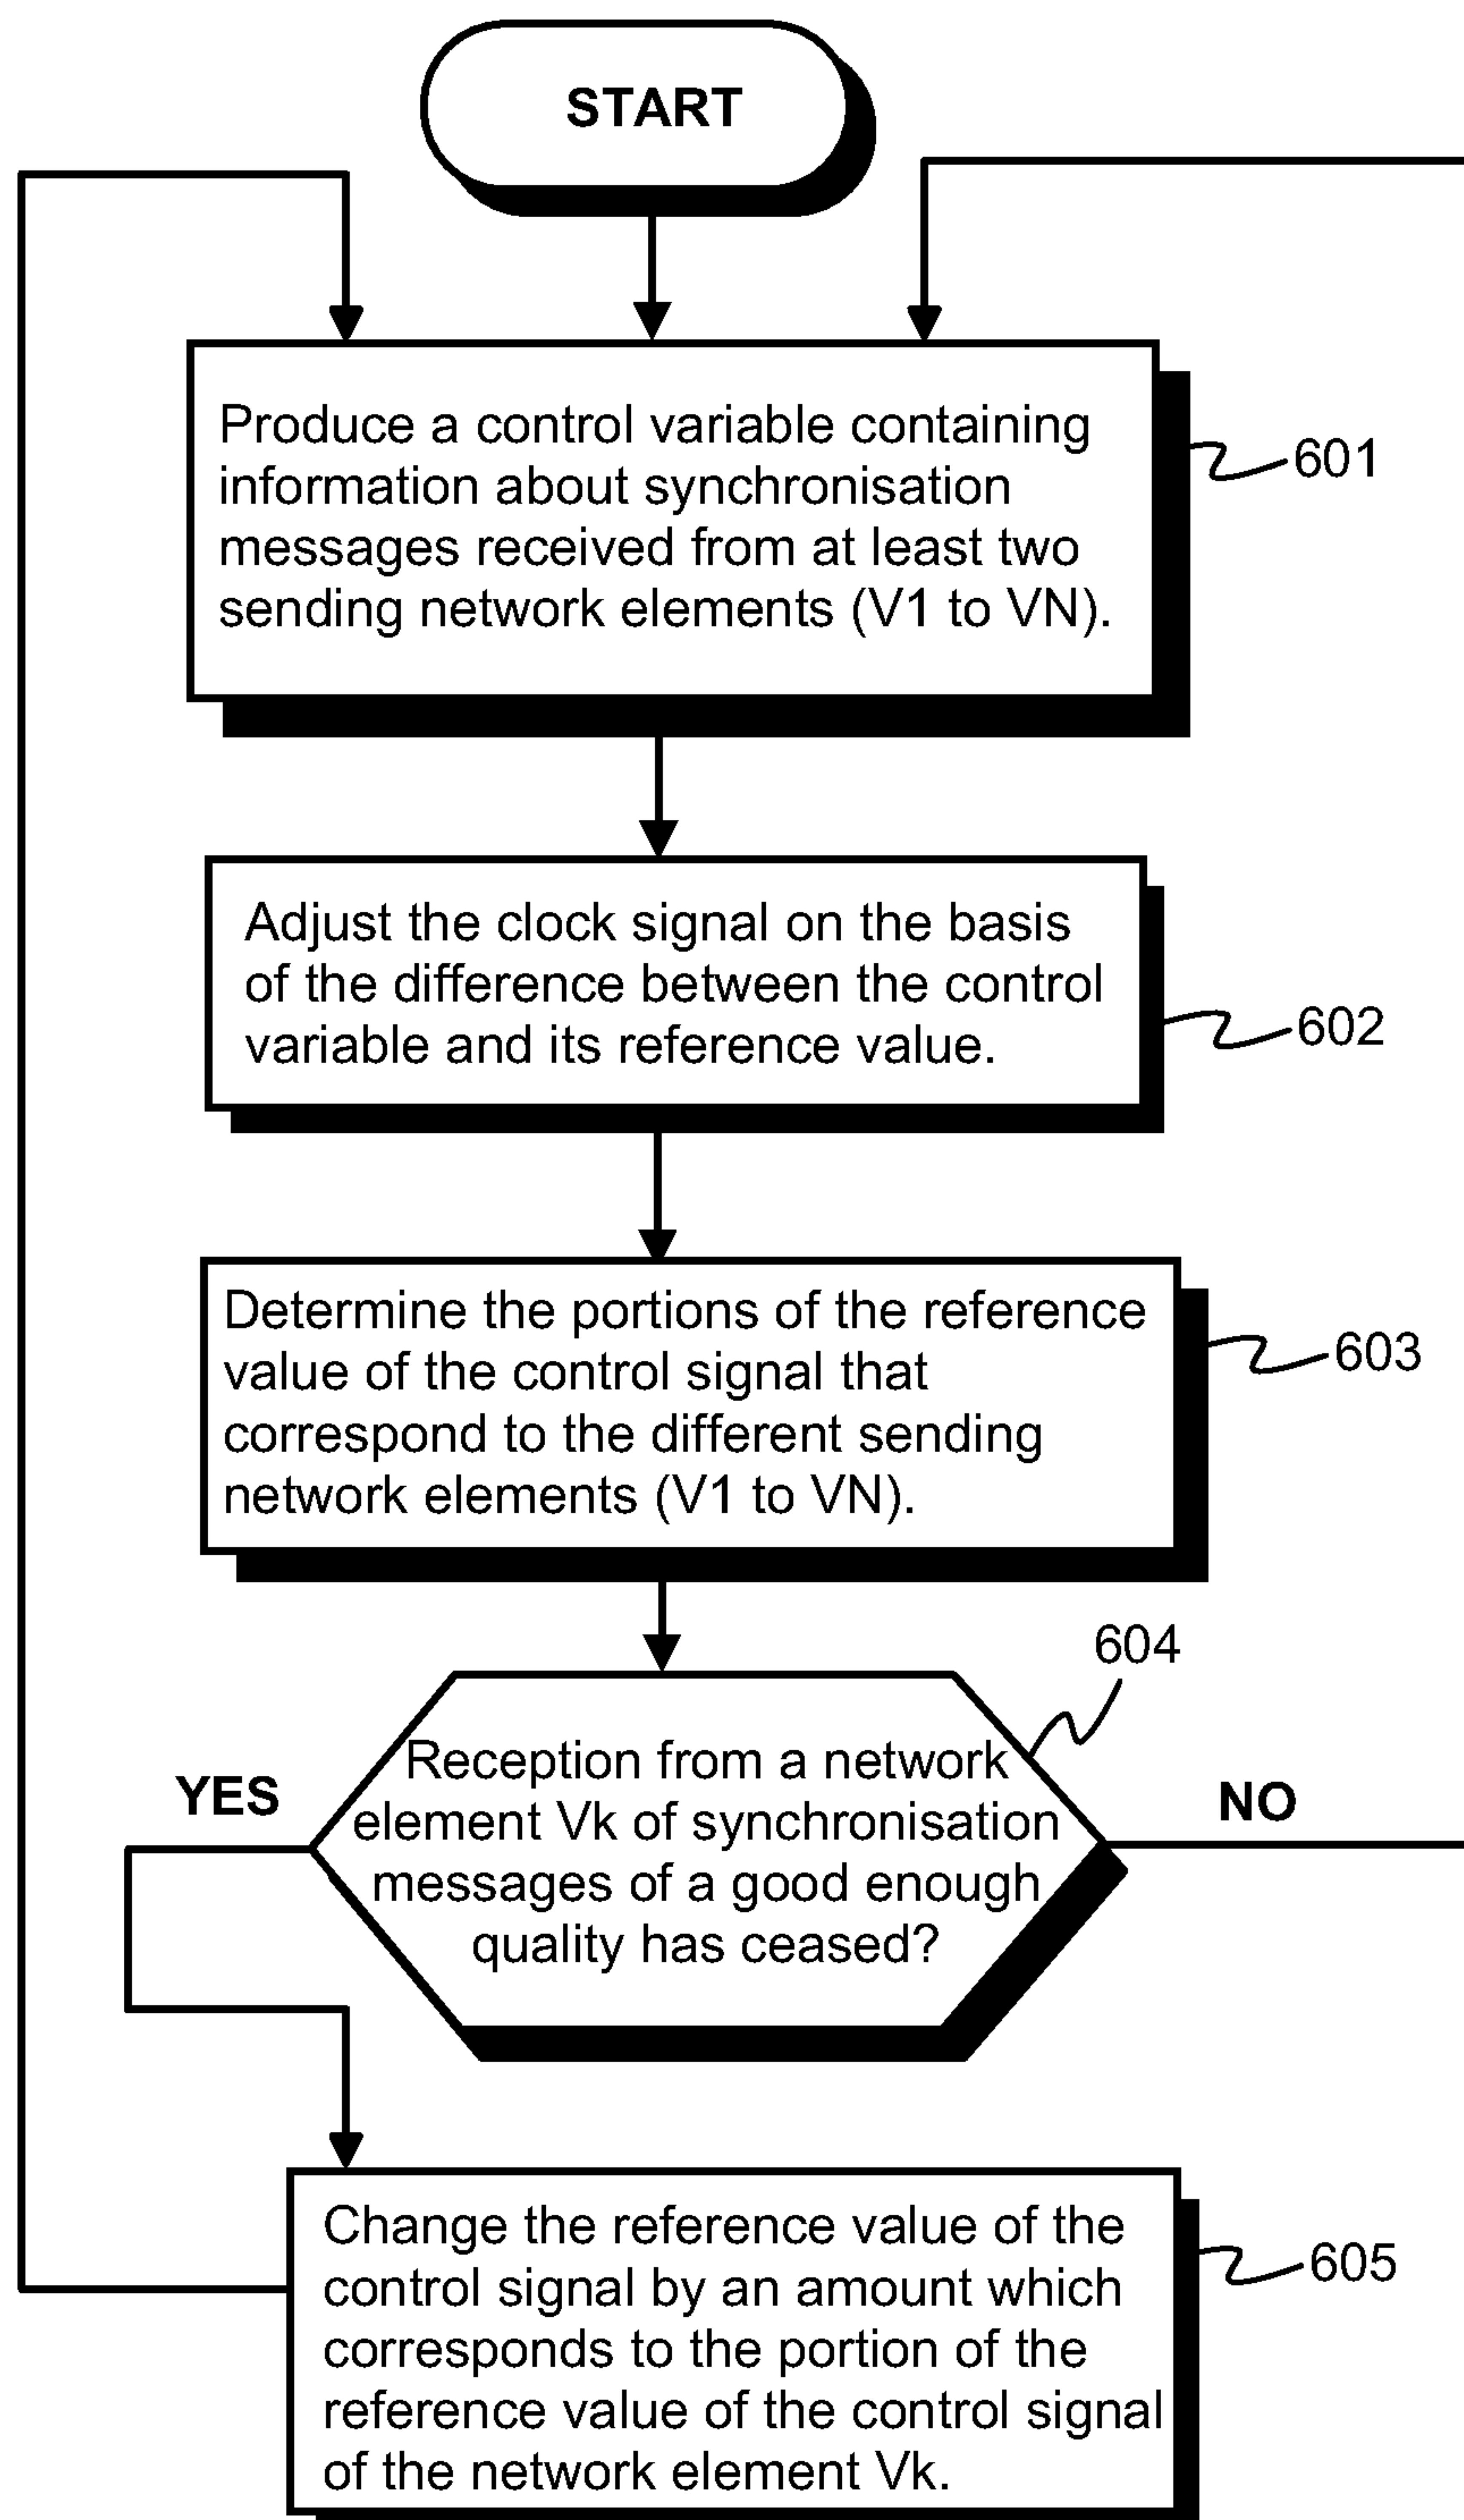 START
Produce a control variable containing
information about synchronisation
messages received from at least two
sending network elements (V1 to VN).
601
Adjust the clock signal on the basis
of the difference between the control
variable and its reference value.
602
Determine the portions of the reference
value of the control signal that
correspond to the different sending
network elements (V1 to VN).
603
604
Reception from a network
element Vk of synchronisation
messages of a good enough
quality has ceased?
YES
NO
Change the reference value of the
control signal by an amount which
corresponds to the portion of the
reference value of the control signal
of the network element Vk.
605